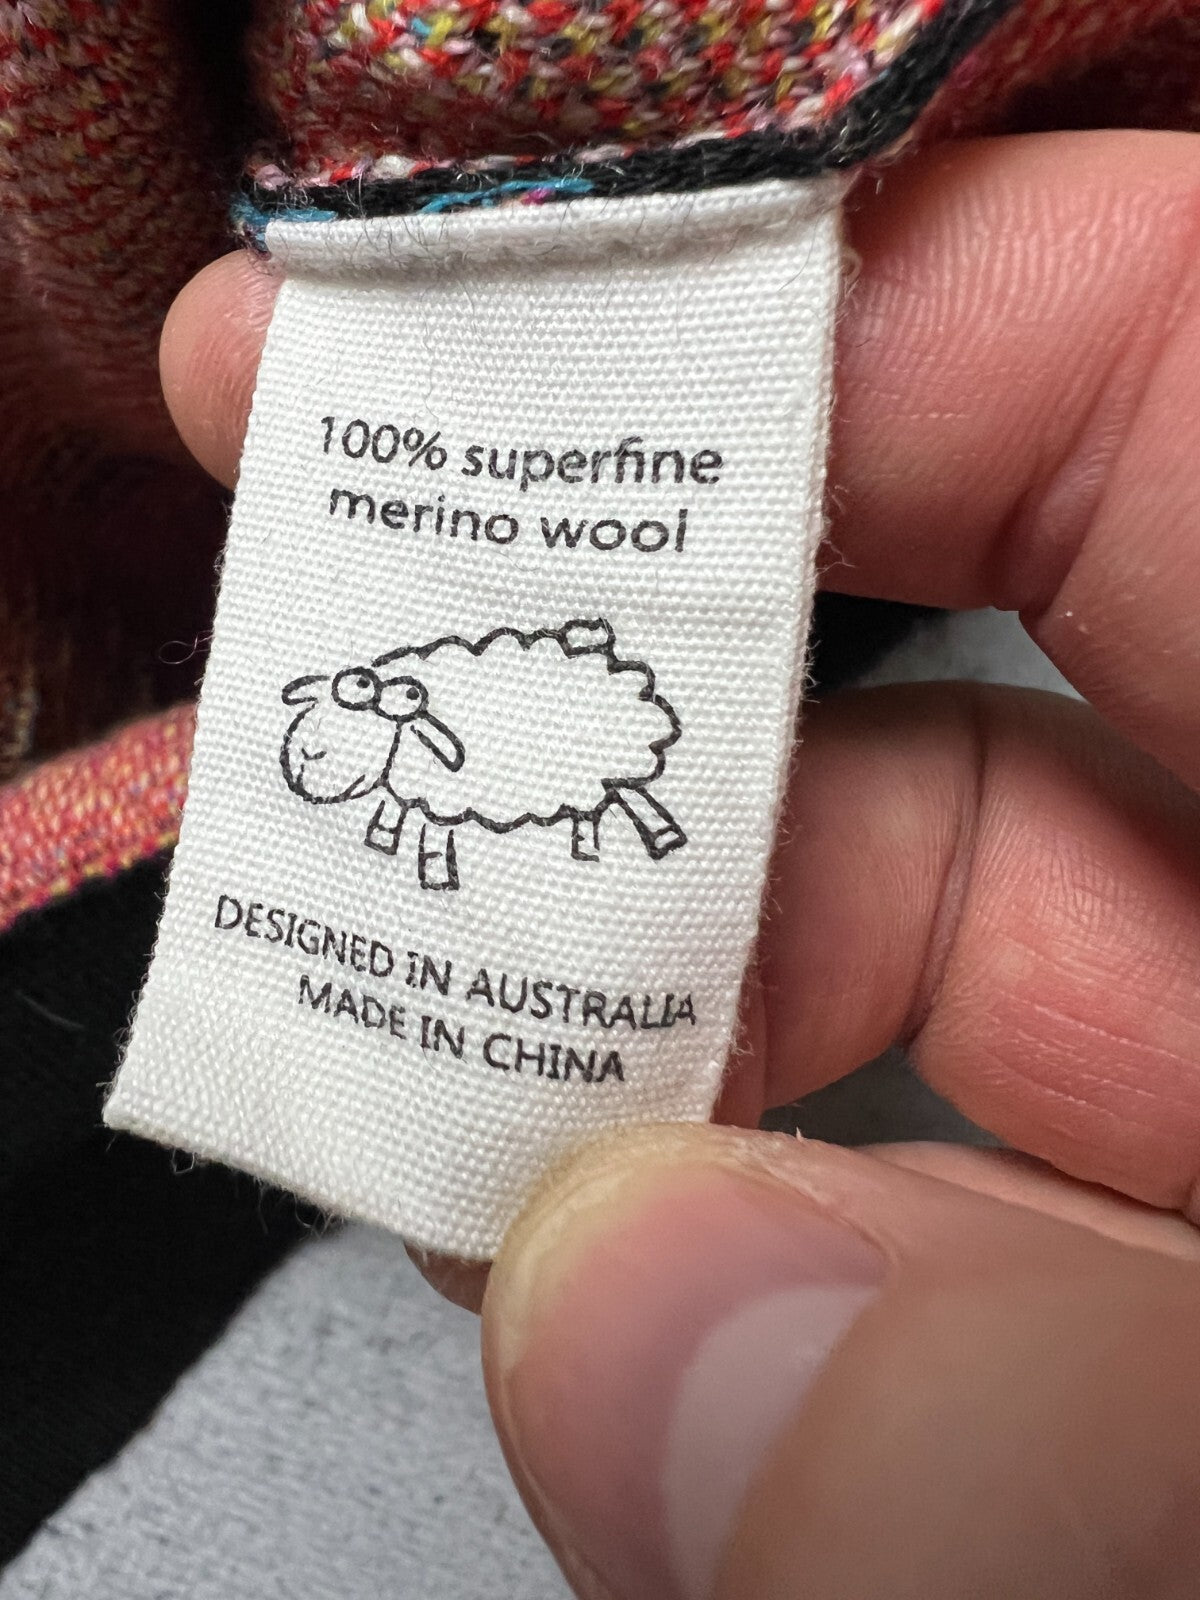 100% superfine
merino wool
DESIGNED IN AUSTRALIA
MADE IN CHINA